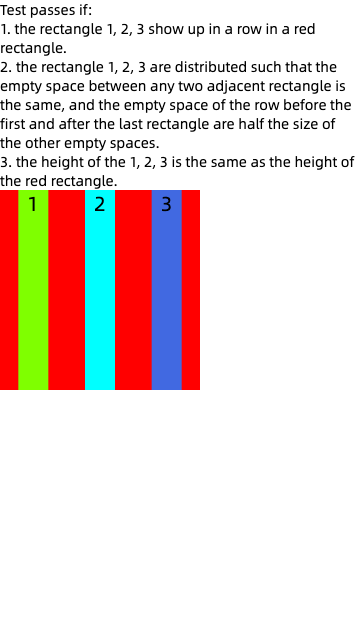 Test passes if:
1. the rectangle 1, 2, 3 show up in a row in a red
rectangle.
2. the rectangle 1, 2, 3 are distributed such that the
empty space between any two adjacent rectangle is
the same, and the empty space of the row before the
first and after the last rectangle are half the size of
the other empty spaces.
3. the height of the 1, 2, 3 is the same as the height of
the red rectangle.
1 2 3